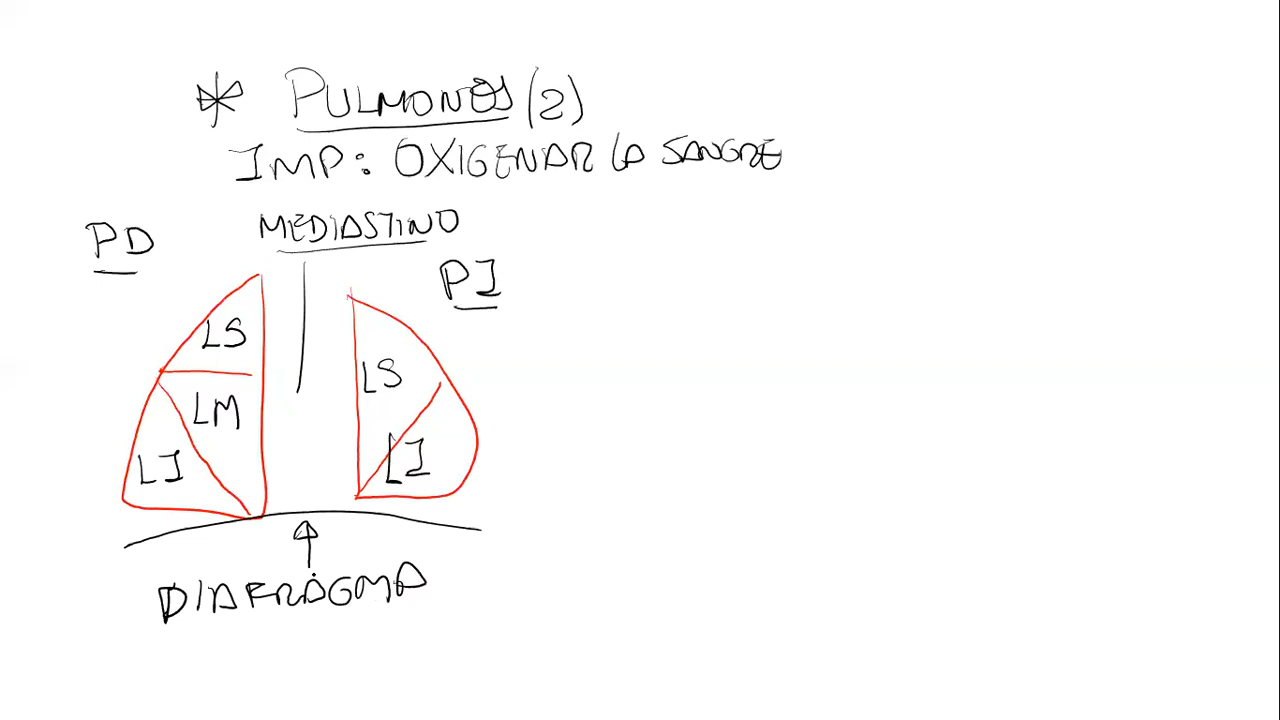 * PULMONES (2)
IMP: OXIGENAR LA SANGRE
MEDIASTINO
PD
PI
LS
LM
LI
LS
LI
DIAFRAGMA